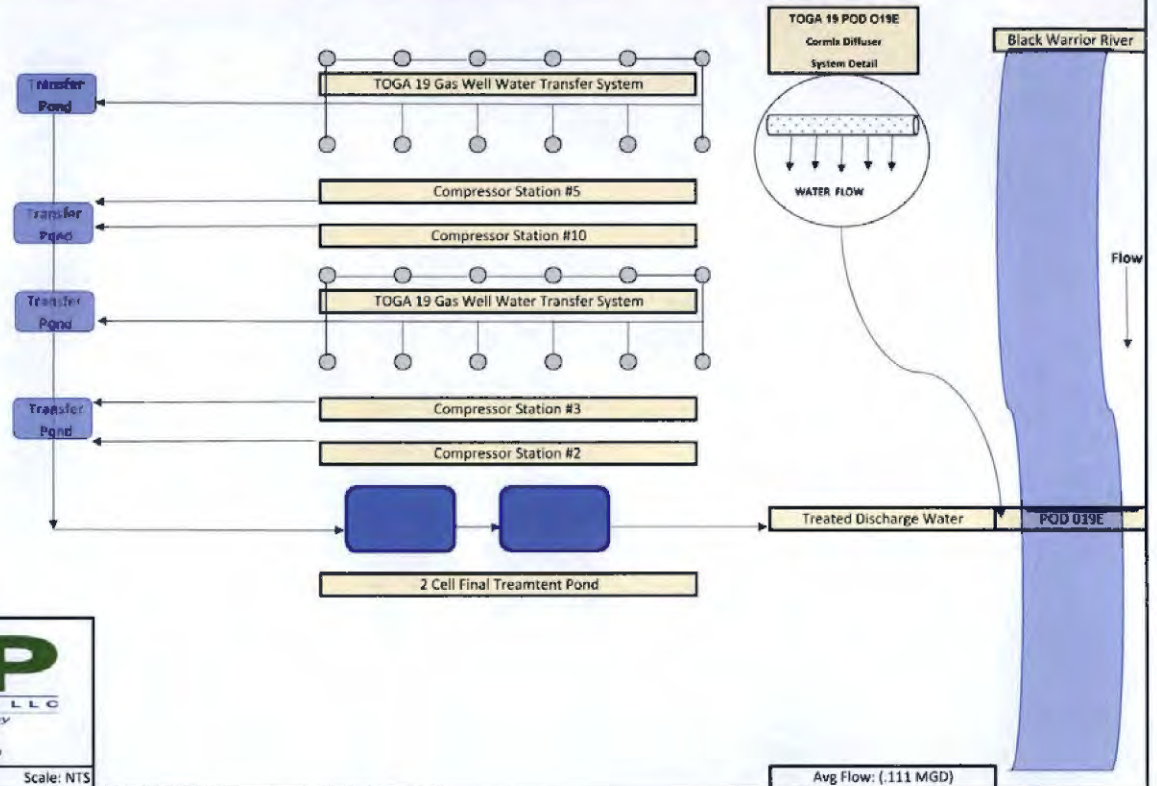 TOGA 19 POD O19E
Cormix Diffuser
System Detail
Black Warrior River
Transfer
Pond
TOGA 19 Gas Well Water Transfer System
WATER FLOW
Compressor Station #5
Transfer
Pond
Compressor Station #10
Flow
Transfer
Pond
TOGA 19 Gas Well Water Transfer System
Transfer
Pond
Compressor Station #3
Compressor Station #2
Treated Discharge Water
POD 019E
2 Cell Final Treamtent Pond
P
LLC
Scale: NTS
Avg Flow: (.111 MGD)